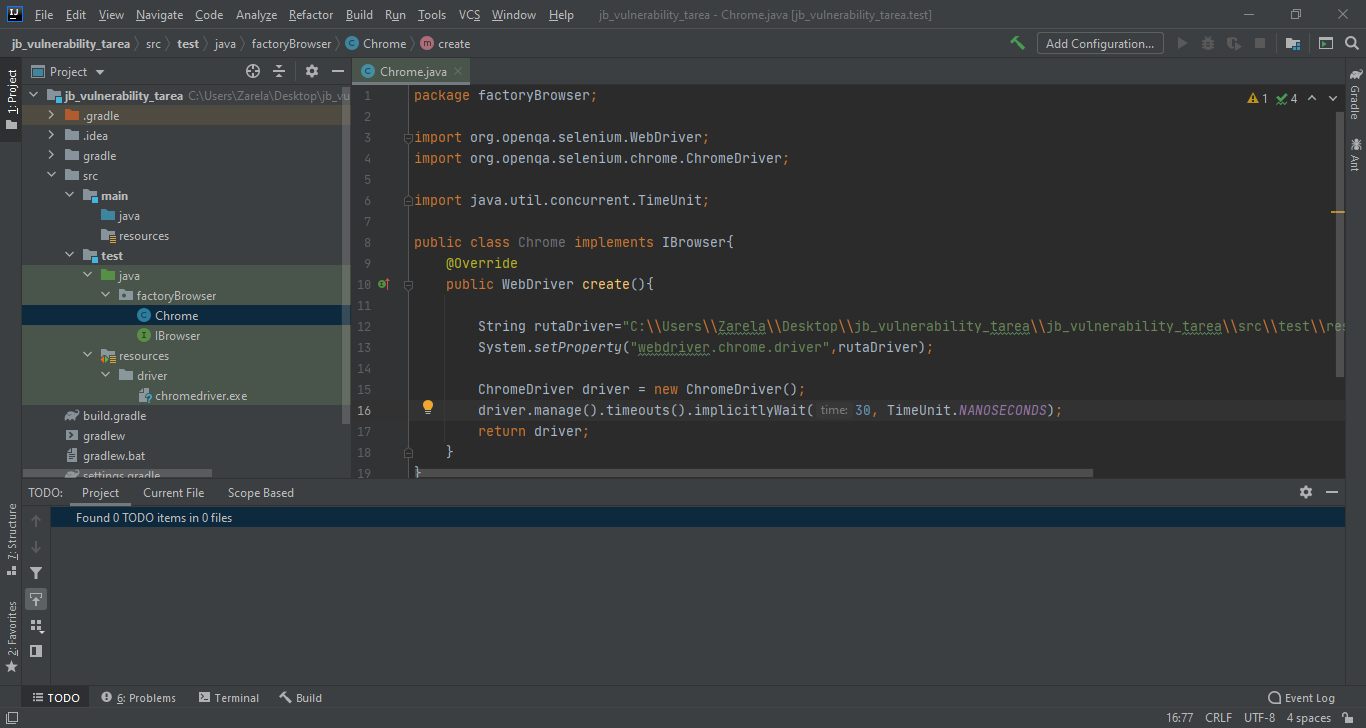 File Edit View Navigate Code Analyze Refactor Build Run Tools VCS Window Help jb_vulnerability_tarea - Chrome.java [jb_vulnerability_tarea.test]
jb_vulnerability_tarea src test java factoryBrowser Chrome create Add Configuration...
Project
Chrome.java
1: Project
7: Structure
2: Favorites
Gradle
Ant
jb_vulnerability_tarea C:\Users\Zarela\Desktop\jb_vu
.gradle
.idea
gradle
src
main
java
resources
test
java
factoryBrowser
Chrome
IBrowser
resources
driver
chromedriver.exe
build.gradle
gradlew
gradlew.bat
settings.gradle
1 4
1 package factoryBrowser;
2
3 import org.openqa.selenium.WebDriver;
4 import org.openqa.selenium.chrome.ChromeDriver;
5
6 import java.util.concurrent.TimeUnit;
7
8 public class Chrome implements IBrowser{
9 @Override
10 public WebDriver create(){
11
12 String rutaDriver="C:\\Users\\Zarela\\Desktop\\jb_vulnerability_tarea\\jb_vulnerability_tarea\\src\\test\\res
13 System.setProperty("webdriver.chrome.driver",rutaDriver);
14
15 ChromeDriver driver = new ChromeDriver();
16 driver.manage().timeouts().implicitlyWait( time: 30, TimeUnit.NANOSECONDS);
17 return driver;
18 }
19 }
TODO: Project Current File Scope Based
Found 0 TODO items in 0 files
TODO 6: Problems Terminal Build Event Log
16:77 CRLF UTF-8 4 spaces